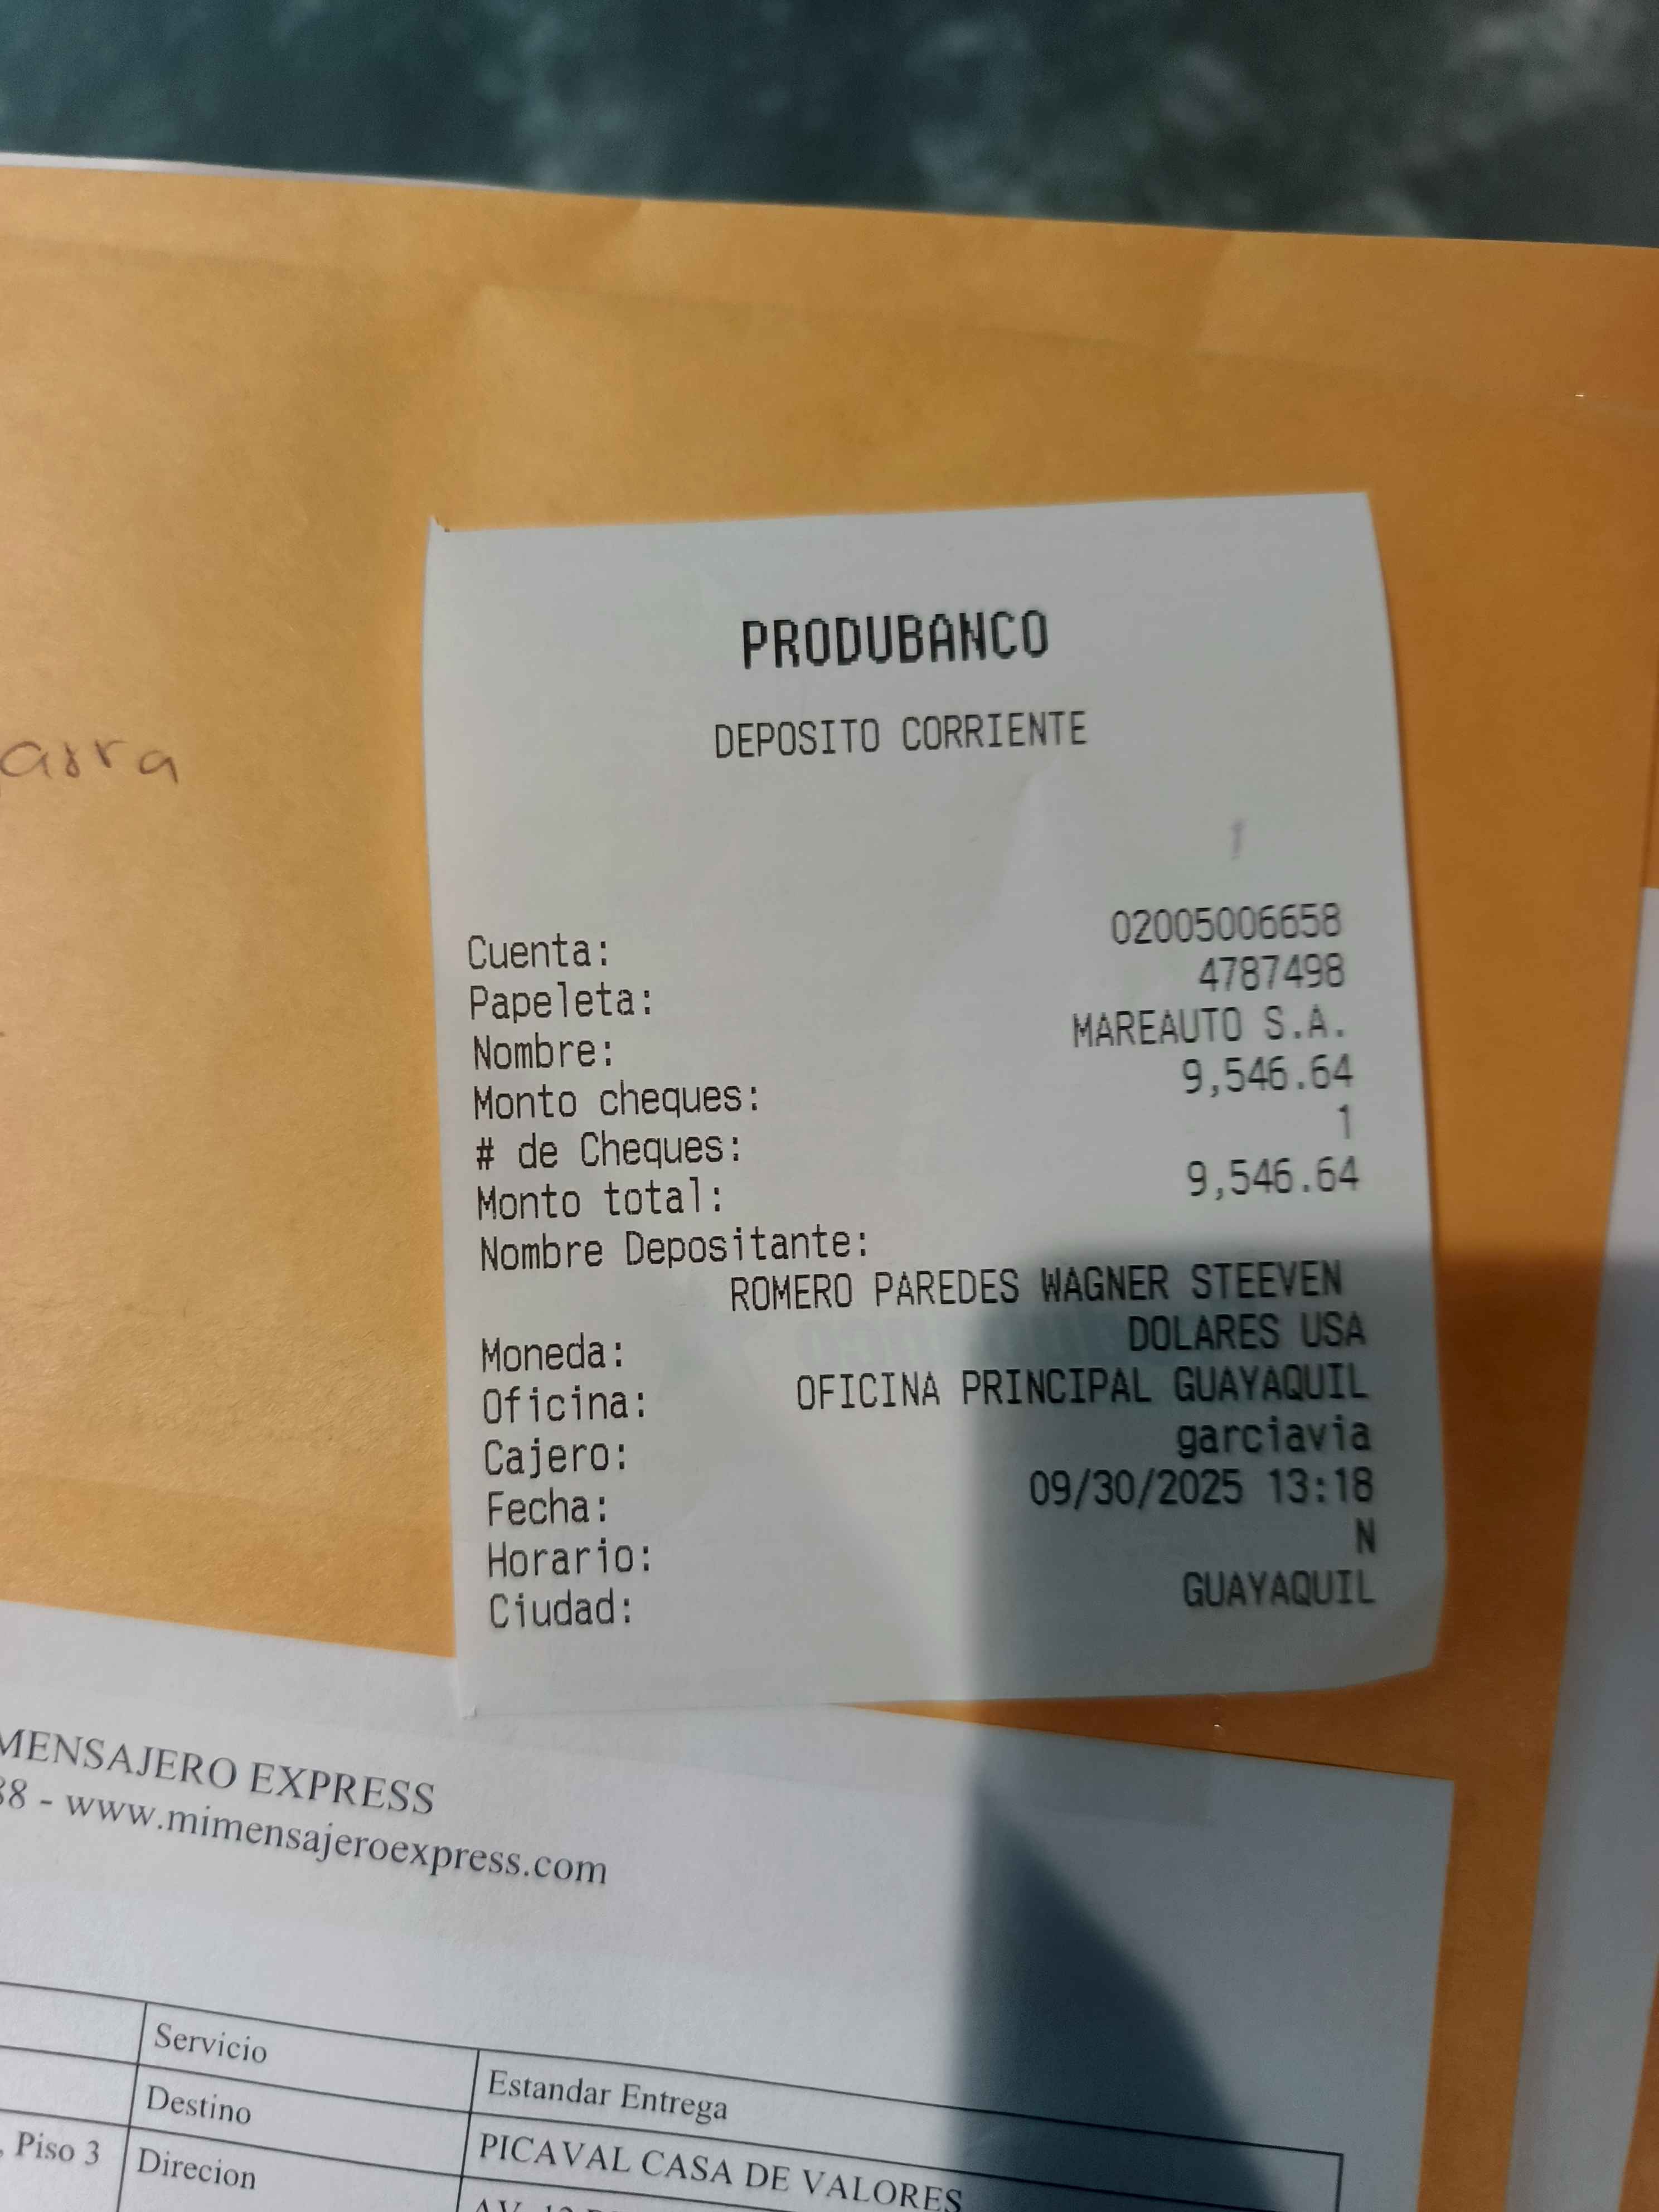 PRODUBANCO
DEPOSITO CORRIENTE
Cuenta: 02005006658
Papeleta: 4787498
Nombre: MAREAUTO S.A.
Monto cheques: 9,546.64
# de Cheques: 1
Monto total: 9,546.64
Nombre Depositante:
ROMERO PAREDES WAGNER STEEVEN
Moneda: DOLARES USA
Oficina: OFICINA PRINCIPAL GUAYAQUIL
Cajero: garciavia
Fecha: 09/30/2025 13:18
Horario: N
Ciudad: GUAYAQUIL
MENSAJERO EXPRESS
38 - www.mimensajeroexpress.com
Servicio Estandar Entrega
Destino PICAVAL CASA DE VALORES
, Piso 3 Direcion